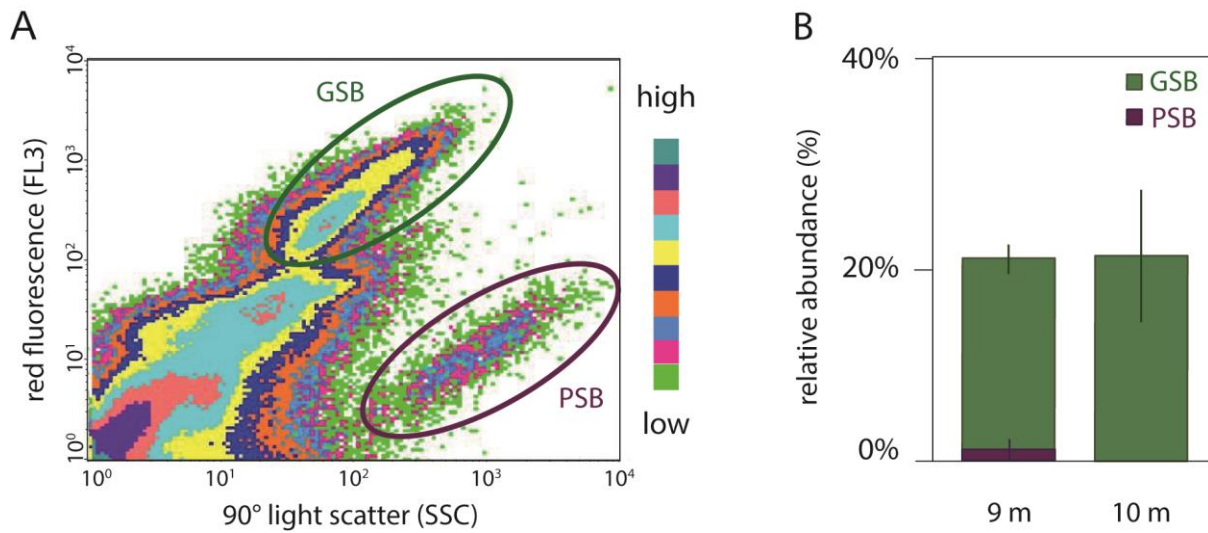 A
red fluorescence (FL3)
10⁴
10³
10²
10¹
10⁰
GSB
PSB
10⁰ 10¹ 10² 10³ 10⁴
90° light scatter (SSC)
high
low
B
relative abundance (%)
40%
20%
0%
GSB
PSB
9 m 10 m